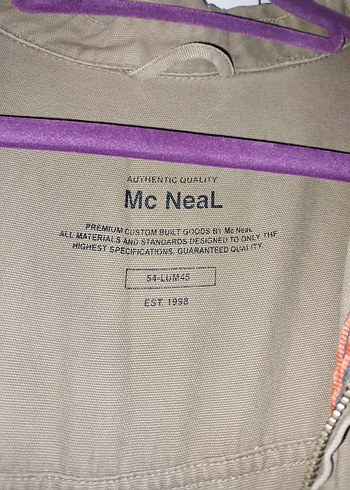 AUTHENTIC QUALITY
Mc NeaL
PREMIUM CUSTOM BUILT GOODS BY Mc NeaL
ALL MATERIALS AND STANDARDS DESIGNED TO ONLY THE
HIGHEST SPECIFICATIONS. GUARANTEED QUALITY.
54-LUM45
EST. 1998